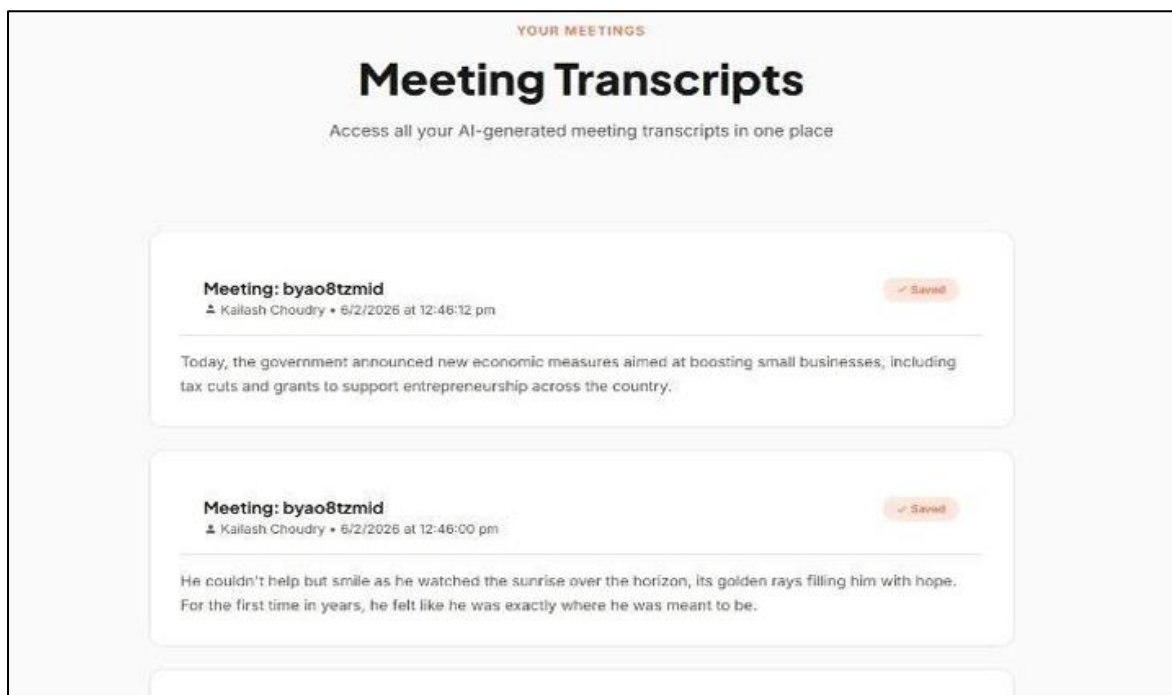 YOUR MEETINGS
Meeting Transcripts
Access all your AI-generated meeting transcripts in one place
Meeting: byao8tzmid
✓ Saved
Kailash Choudry • 6/2/2026 at 12:46:12 pm
Today, the government announced new economic measures aimed at boosting small businesses, including
tax cuts and grants to support entrepreneurship across the country.
Meeting: byao8tzmid
✓ Saved
Kailash Choudry • 6/2/2026 at 12:46:00 pm
He couldn't help but smile as he watched the sunrise over the horizon, its golden rays filling him with hope.
For the first time in years, he felt like he was exactly where he was meant to be.